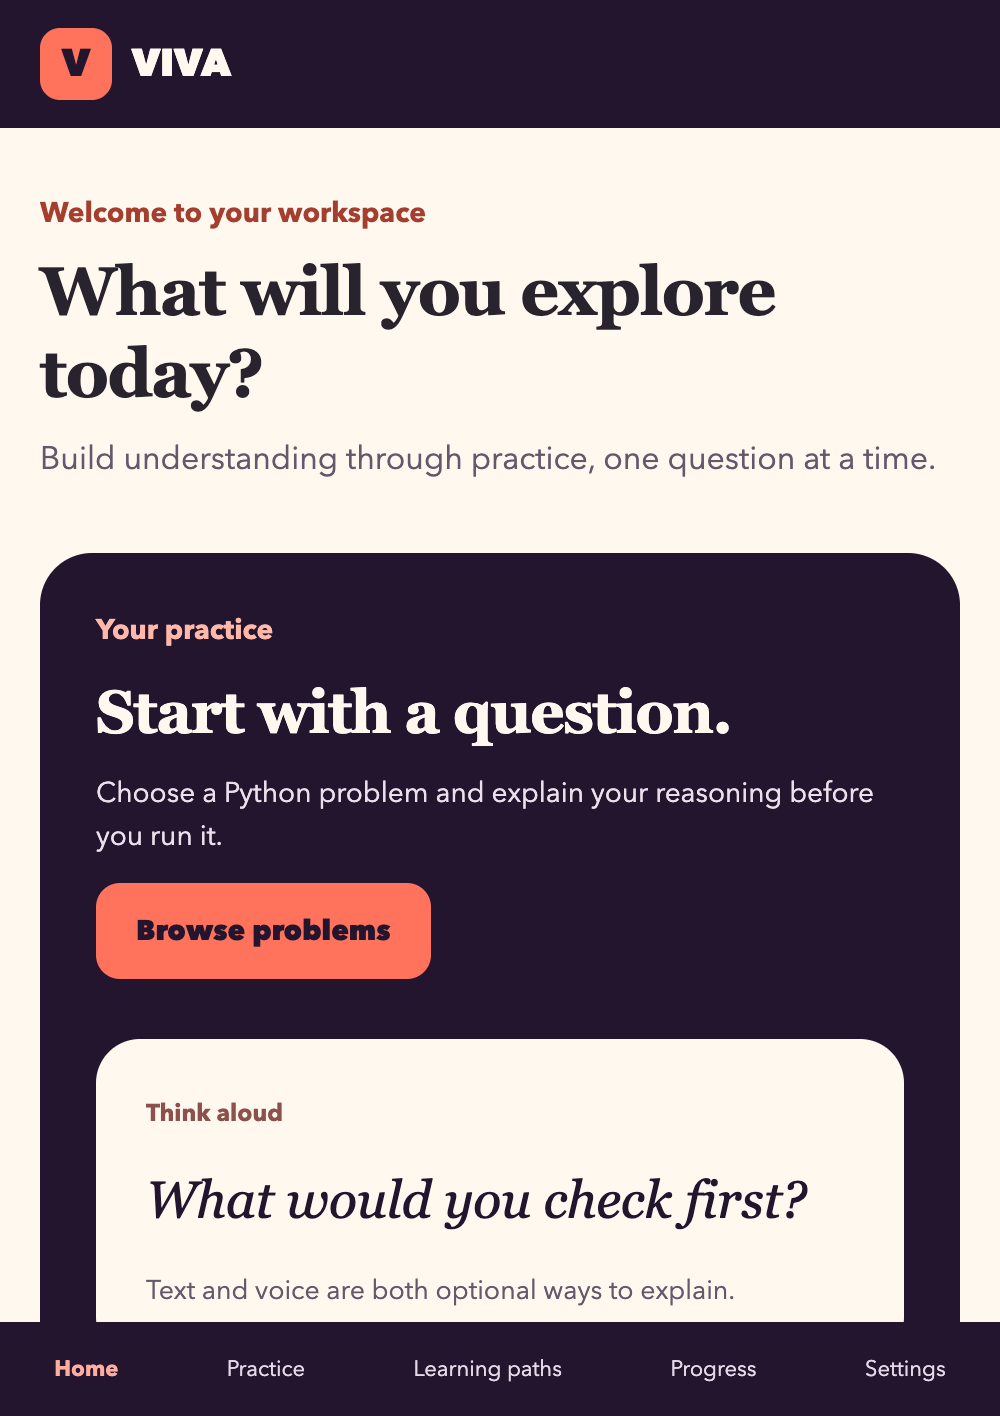 V VIVA
Welcome to your workspace
What will you explore
today?
Build understanding through practice, one question at a time.
Your practice
Start with a question.
Choose a Python problem and explain your reasoning before
you run it.
Browse problems
Think aloud
What would you check first?
Text and voice are both optional ways to explain.
Home Practice Learning paths Progress Settings